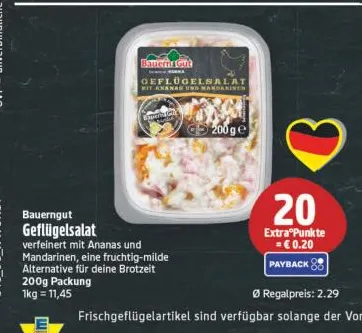 Bauern Gut
GEFLÜGELSALAT
MIT ANANAS UND MANDARINEN
200 g e
20
Extra°Punkte
= € 0.20
PAYBACK
Bauerngut
Geflügelsalat
verfeinert mit Ananas und
Mandarinen, eine fruchtig-milde
Alternative für deine Brotzeit
200g Packung
1kg = 11,45
Ø Regalpreis: 2.29
Frischgeflügelartikel sind verfügbar solange der Vor